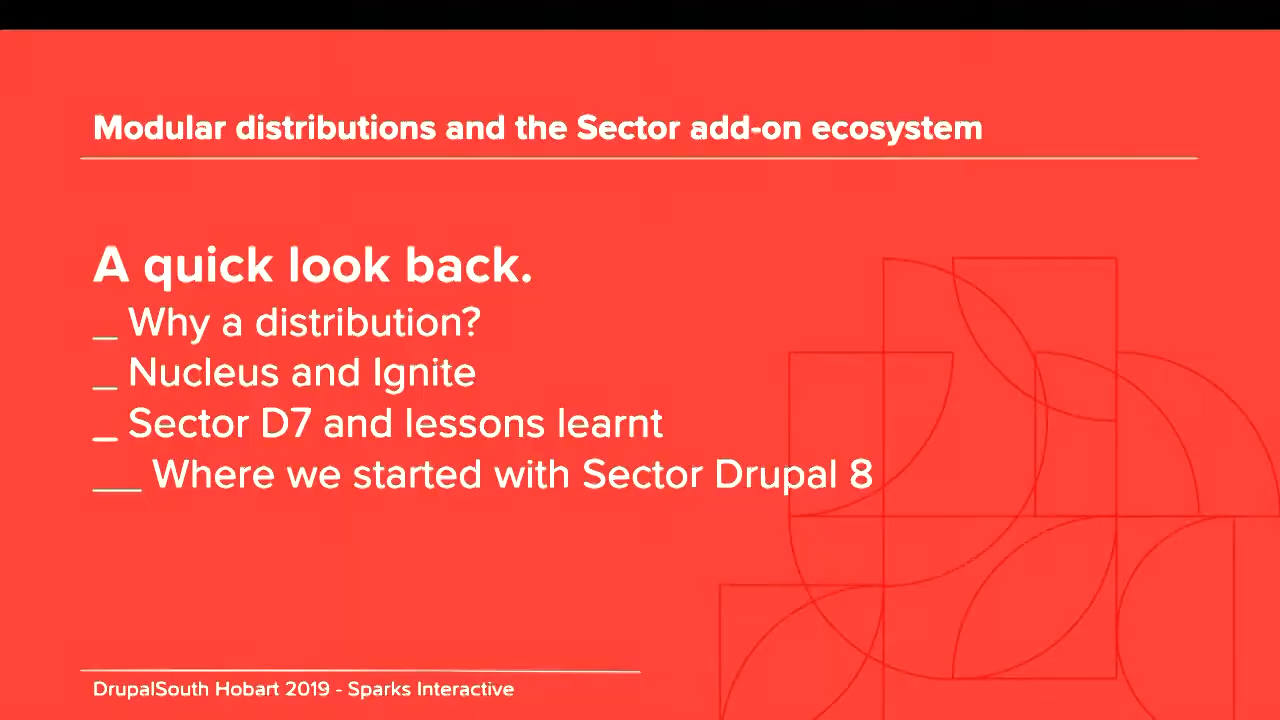 Modular distributions and the Sector add-on ecosystem
A quick look back.
_ Why a distribution?
_ Nucleus and Ignite
_ Sector D7 and lessons learnt
__ Where we started with Sector Drupal 8
DrupalSouth Hobart 2019 - Sparks Interactive